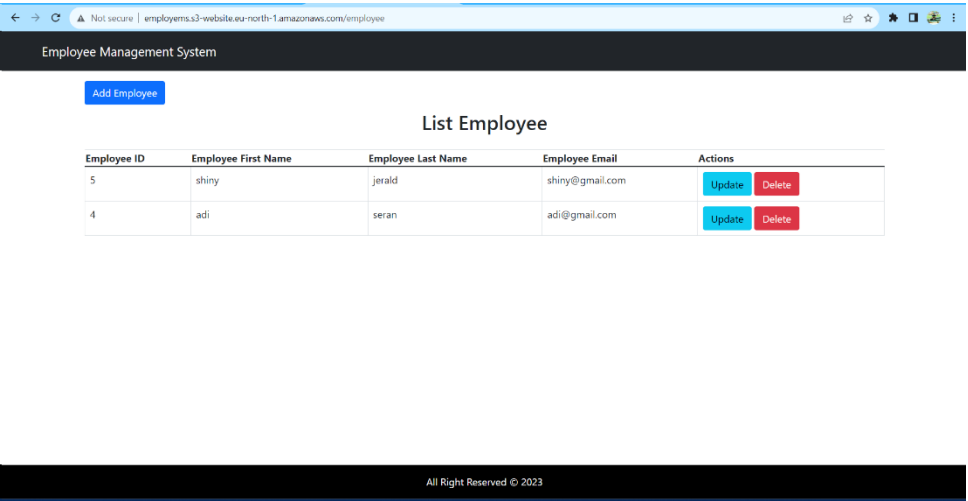 Not secure | employems.s3-website.eu-north-1.amazonaws.com/employee
Employee Management System
Add Employee
List Employee
Employee ID Employee First Name Employee Last Name Employee Email Actions
5 shiny jerald shiny@gmail.com Update Delete
4 adi seran adi@gmail.com Update Delete
All Right Reserved © 2023